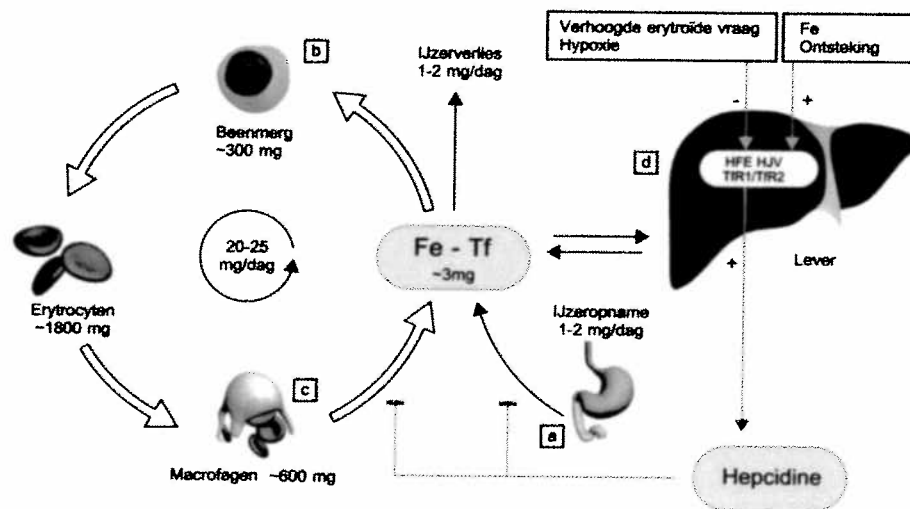 Verhoogde erytroïde vraag
Hypoxie
Fe
Ontsteking
b
IJzerverlies
1-2 mg/dag
-
+
Beenmerg
~300 mg
d
HFE HJV
TfR1/TfR2
20-25
mg/dag
Fe - Tf
~3mg
+
Lever
Erytrocyten
~1800 mg
IJzeropname
1-2 mg/dag
c
a
Macrofagen ~600 mg
Hepcidine